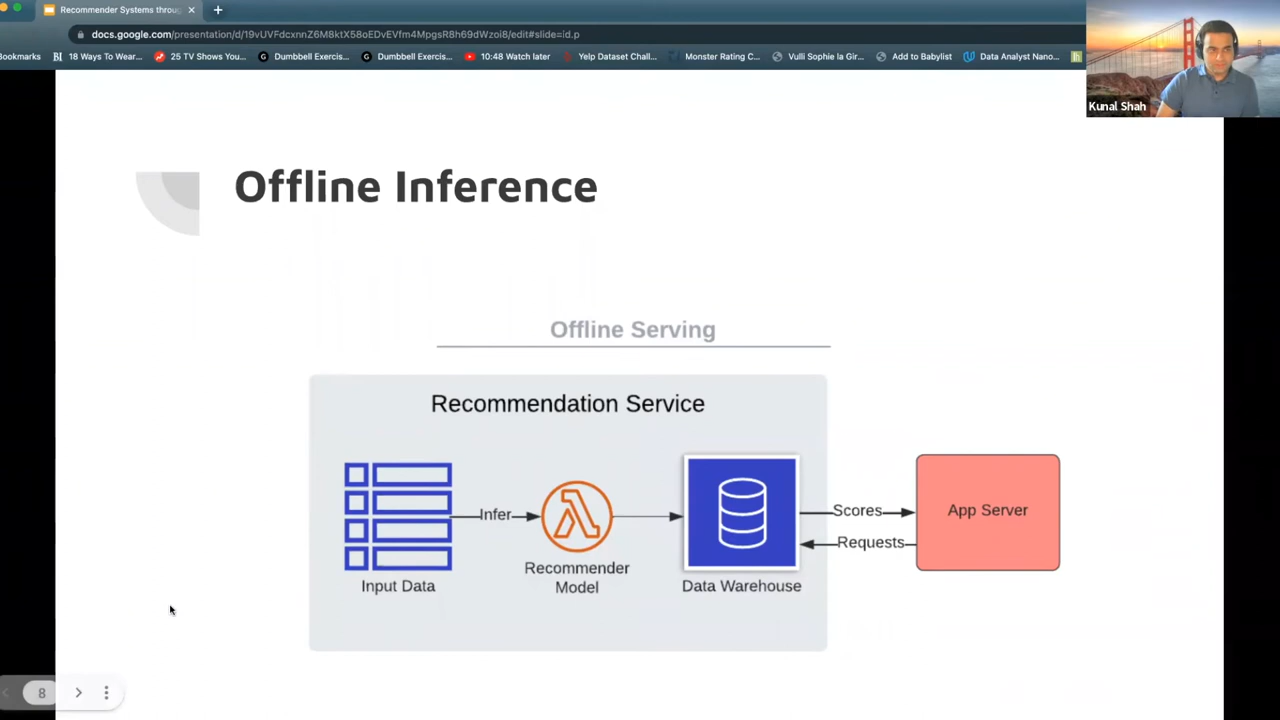 Recommender Systems throu
docs.google.com/presentation/d/19vUVFdcxnnZ6M8ktX58oEDvEVfm4MpgsR8h69dWzoi8/edit#slide=id.p
Bookmarks 18 Ways To Wear... 25 TV Shows You... Dumbbell Exercis... Dumbbell Exercis... 10:48 Watch later Yelp Dataset Chall... Monster Rating C... Vulli Sophie la Gir... Add to Babylist Data Analyst Nano...
Kunal Shah
Offline Inference
Offline Serving
Recommendation Service
Infer
Scores
Requests
App Server
Input Data
Recommender
Model
Data Warehouse
8